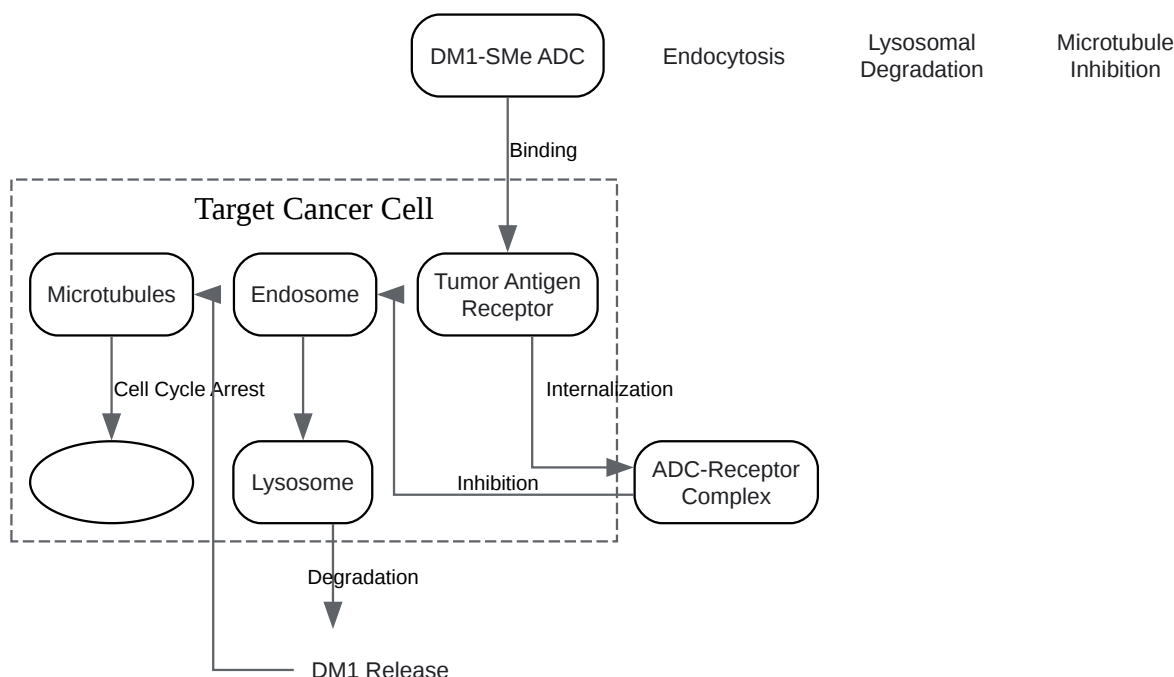 DM1-SMe ADC
Endocytosis
Lysosomal
Degradation
Microtubule
Inhibition
Binding
Target Cancer Cell
Microtubules
Endosome
Tumor Antigen
Receptor
Cell Cycle Arrest
Internalization
Lysosome
Inhibition
ADC-Receptor
Complex
Degradation
DM1 Release